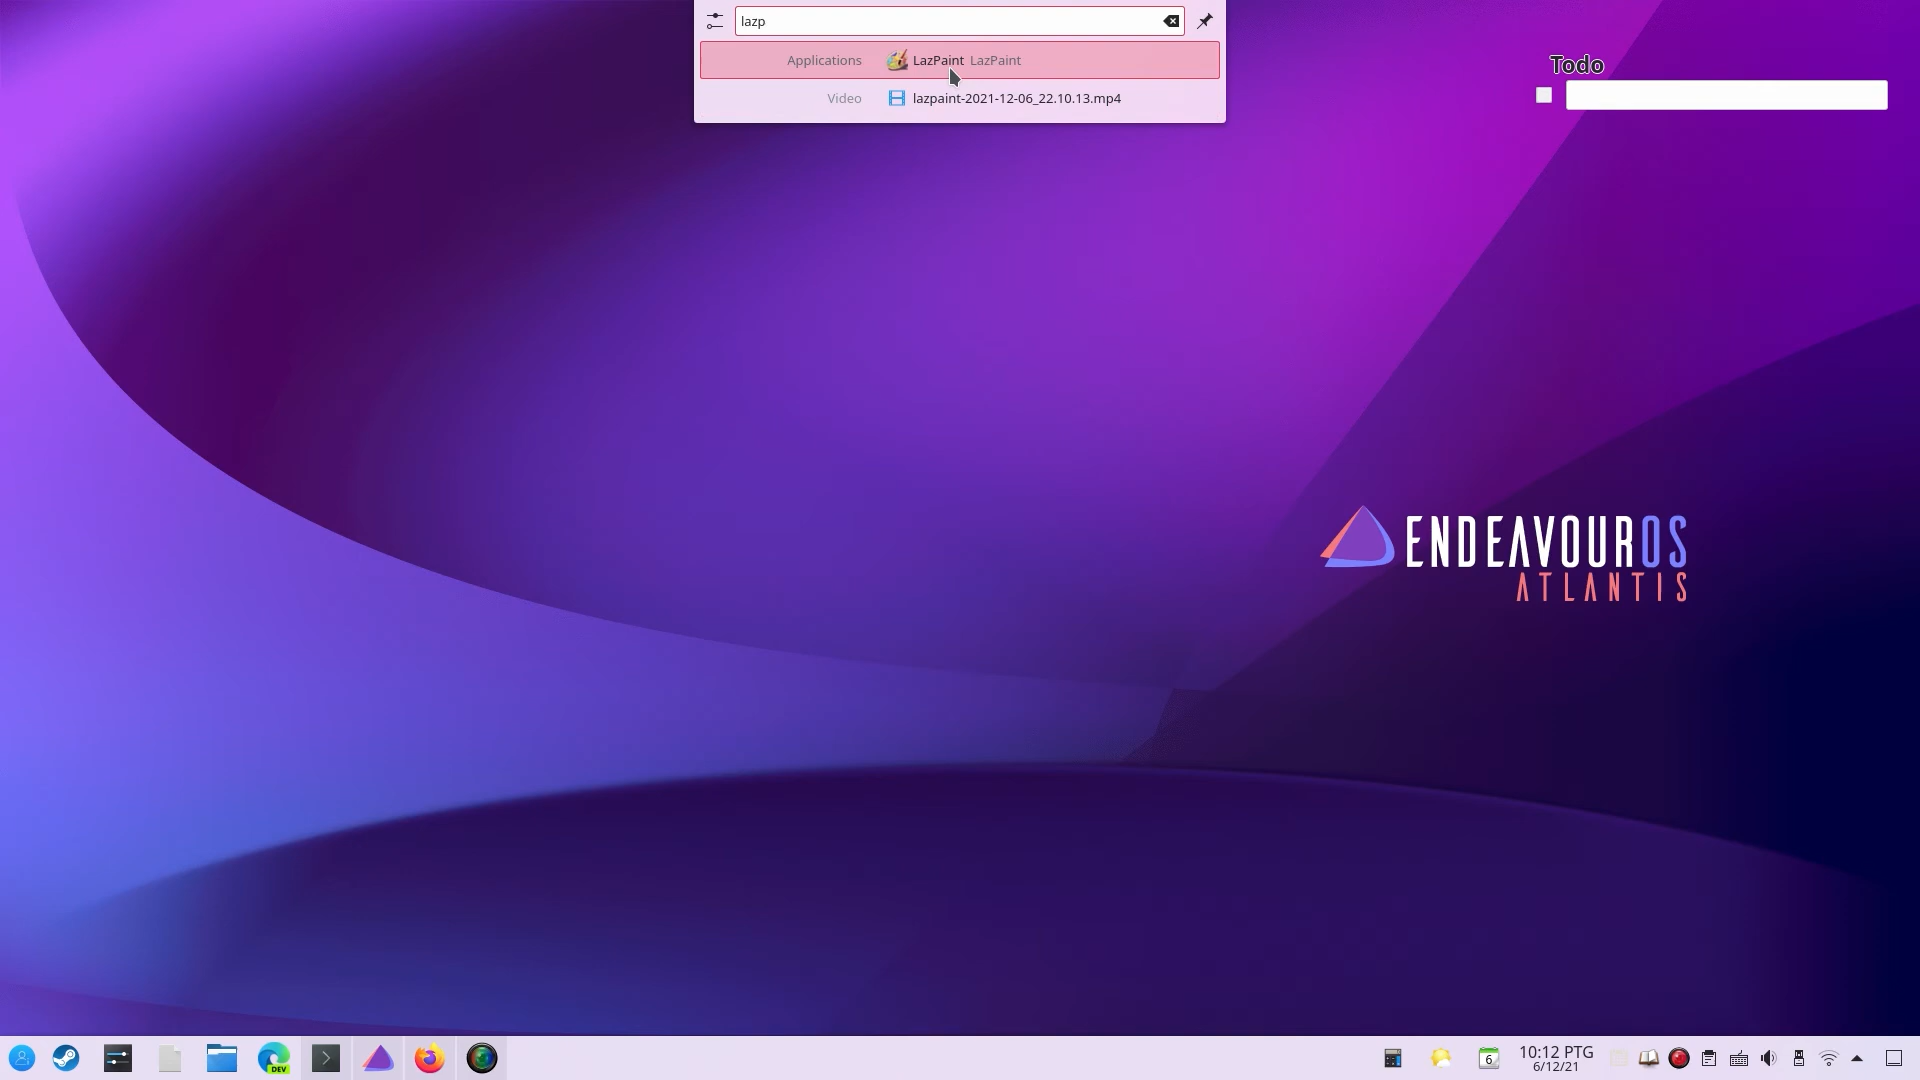 lazp
Applications LazPaint LazPaint
Video lazpaint-2021-12-06_22.10.13.mp4
Todo
ENDEAVOUROS
ATLANTIS
DEV
6
10:12 PTG
6/12/21